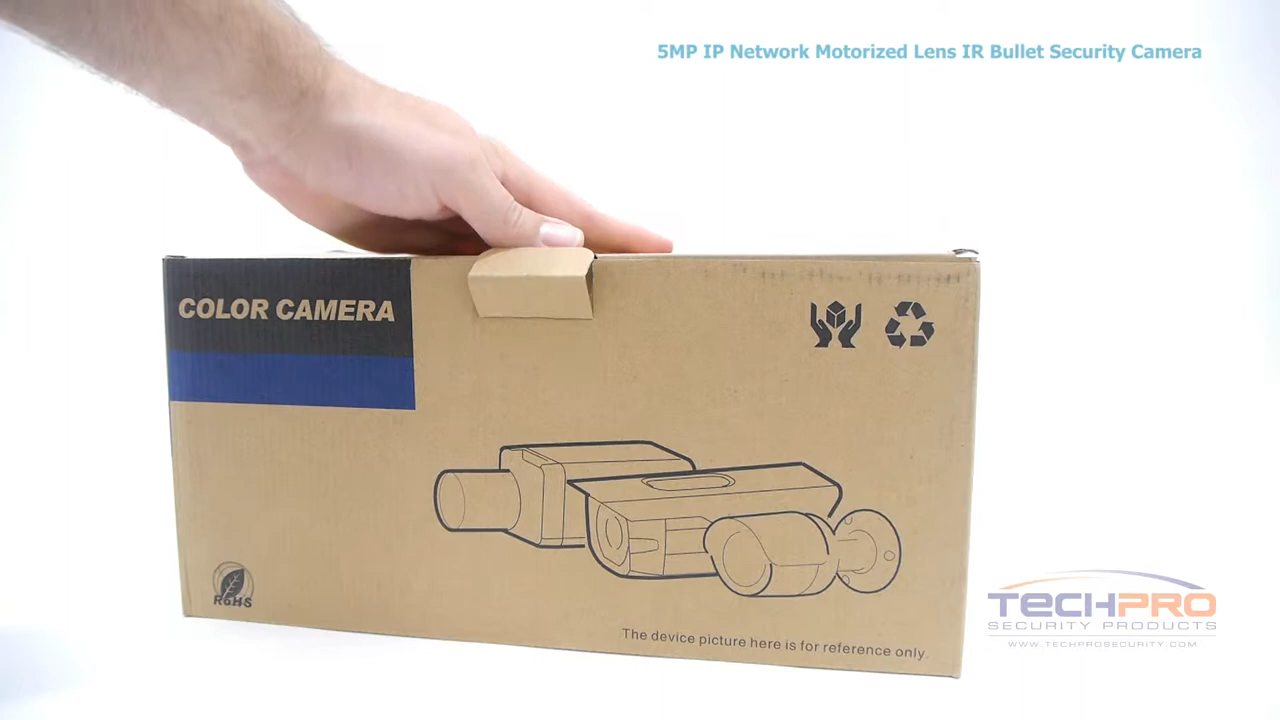 5MP IP Network Motorized Lens IR Bullet Security Camera
COLOR CAMERA
RoHS
The device picture here is for reference only.
TECHPRO
SECURITY PRODUCTS
WWW.TECHPROSECURITY.COM